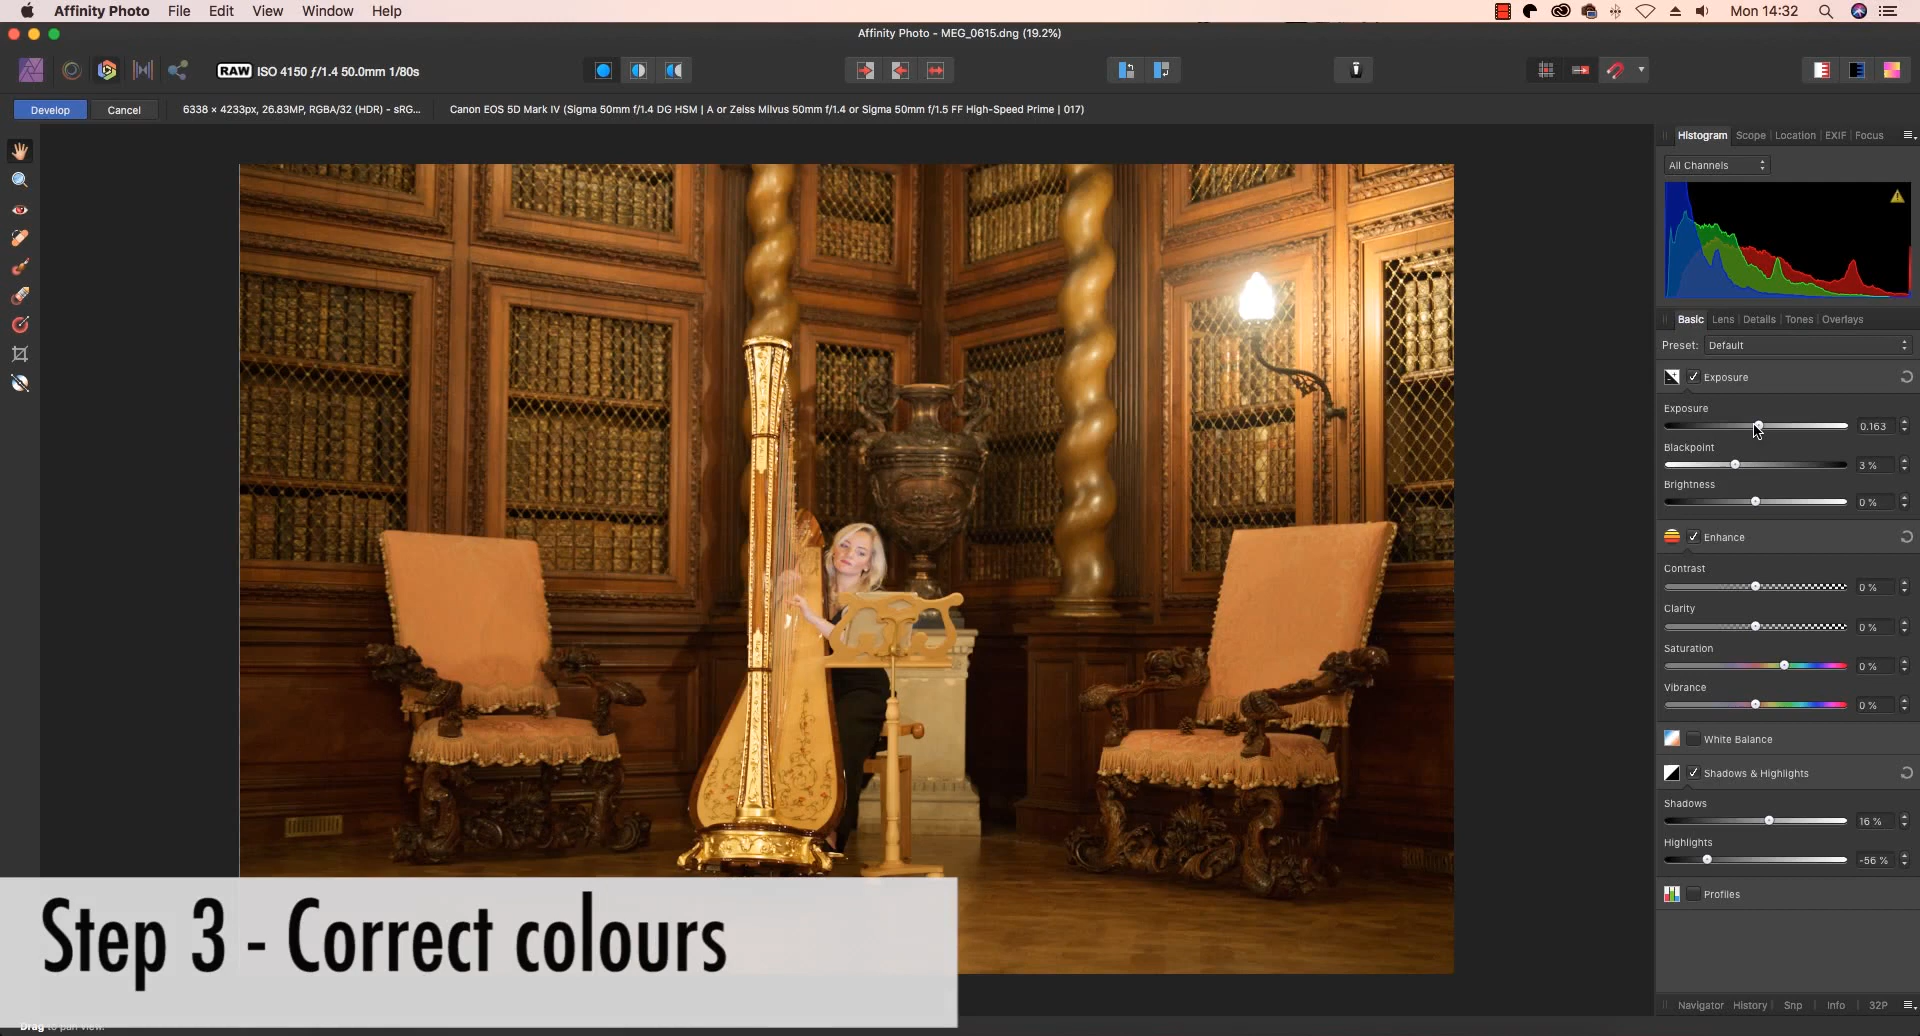 Affinity Photo File Edit View Window Help
Mon 14:32
Affinity Photo - MEG_0615.dng (19.2%)
RAW ISO 4150 f/1.4 50.0mm 1/80s
Develop Cancel 6338 × 4233px, 26.83MP, RGBA/32 (HDR) - sRG... Canon EOS 5D Mark IV (Sigma 50mm f/1.4 DG HSM | A or Zeiss Milvus 50mm f/1.4 or Sigma 50mm f/1.5 FF High-Speed Prime | 017)
Histogram Scope Location EXIF Focus
All Channels
Basic Lens Details Tones Overlays
Preset: Default
Exposure
Exposure
0.163
Blackpoint
3 %
Brightness
0 %
Enhance
Contrast
0 %
Clarity
0 %
Saturation
0 %
Vibrance
0 %
White Balance
Shadows & Highlights
Shadows
16 %
Highlights
-56 %
Profiles
Step 3 - Correct colours
Navigator History Snp Info 32P
Drag to pan view.